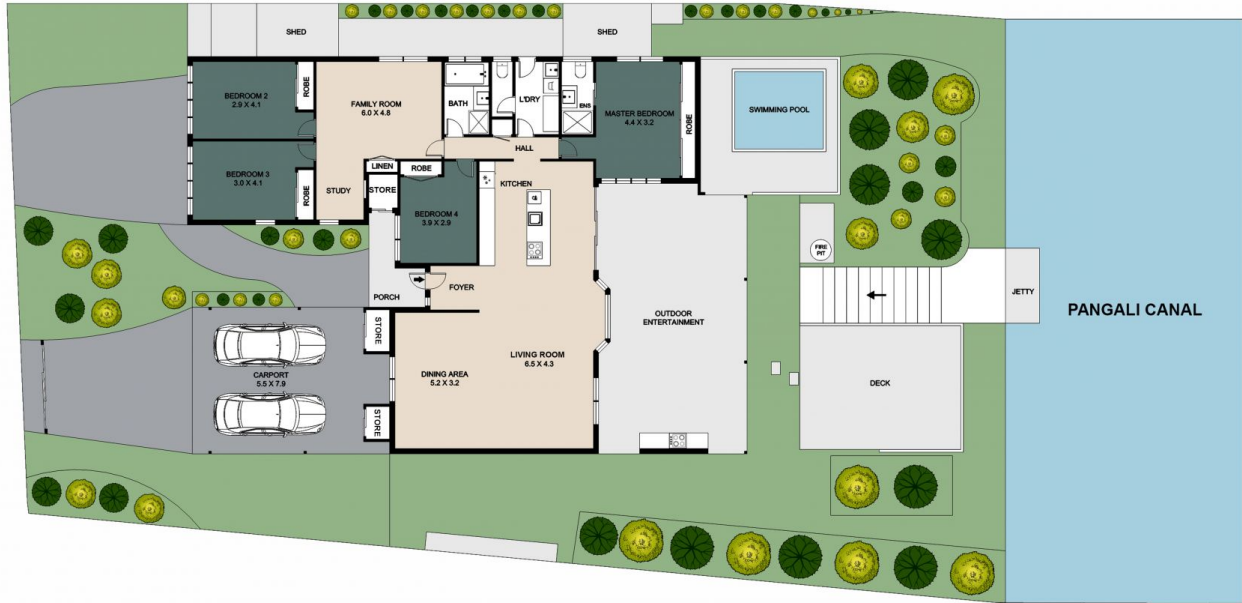 SHED
SHED
BEDROOM 2
2.9 X 4.1
ROBE
FAMILY ROOM
6.0 X 4.8
BATH
L'DRY
ENS
MASTER BEDROOM
4.4 X 3.2
ROBE
SWIMMING POOL
HALL
BEDROOM 3
3.0 X 4.1
ROBE
STUDY
LINEN
STORE
ROBE
BEDROOM 4
3.9 X 2.9
KITCHEN
FIRE
PIT
PORCH
FOYER
JETTY
PANGALI CANAL
OUTDOOR
ENTERTAINMENT
STORE
LIVING ROOM
6.5 X 4.3
DINING AREA
5.2 X 3.2
CARPORT
5.5 X 7.9
DECK
STORE